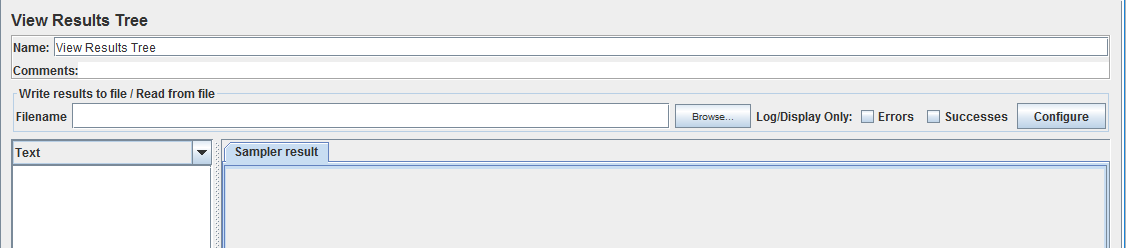 View Results Tree
Name: View Results Tree
Comments:
Write results to file / Read from file
Filename Browse... Log/Display Only: Errors Successes Configure
Text Sampler result